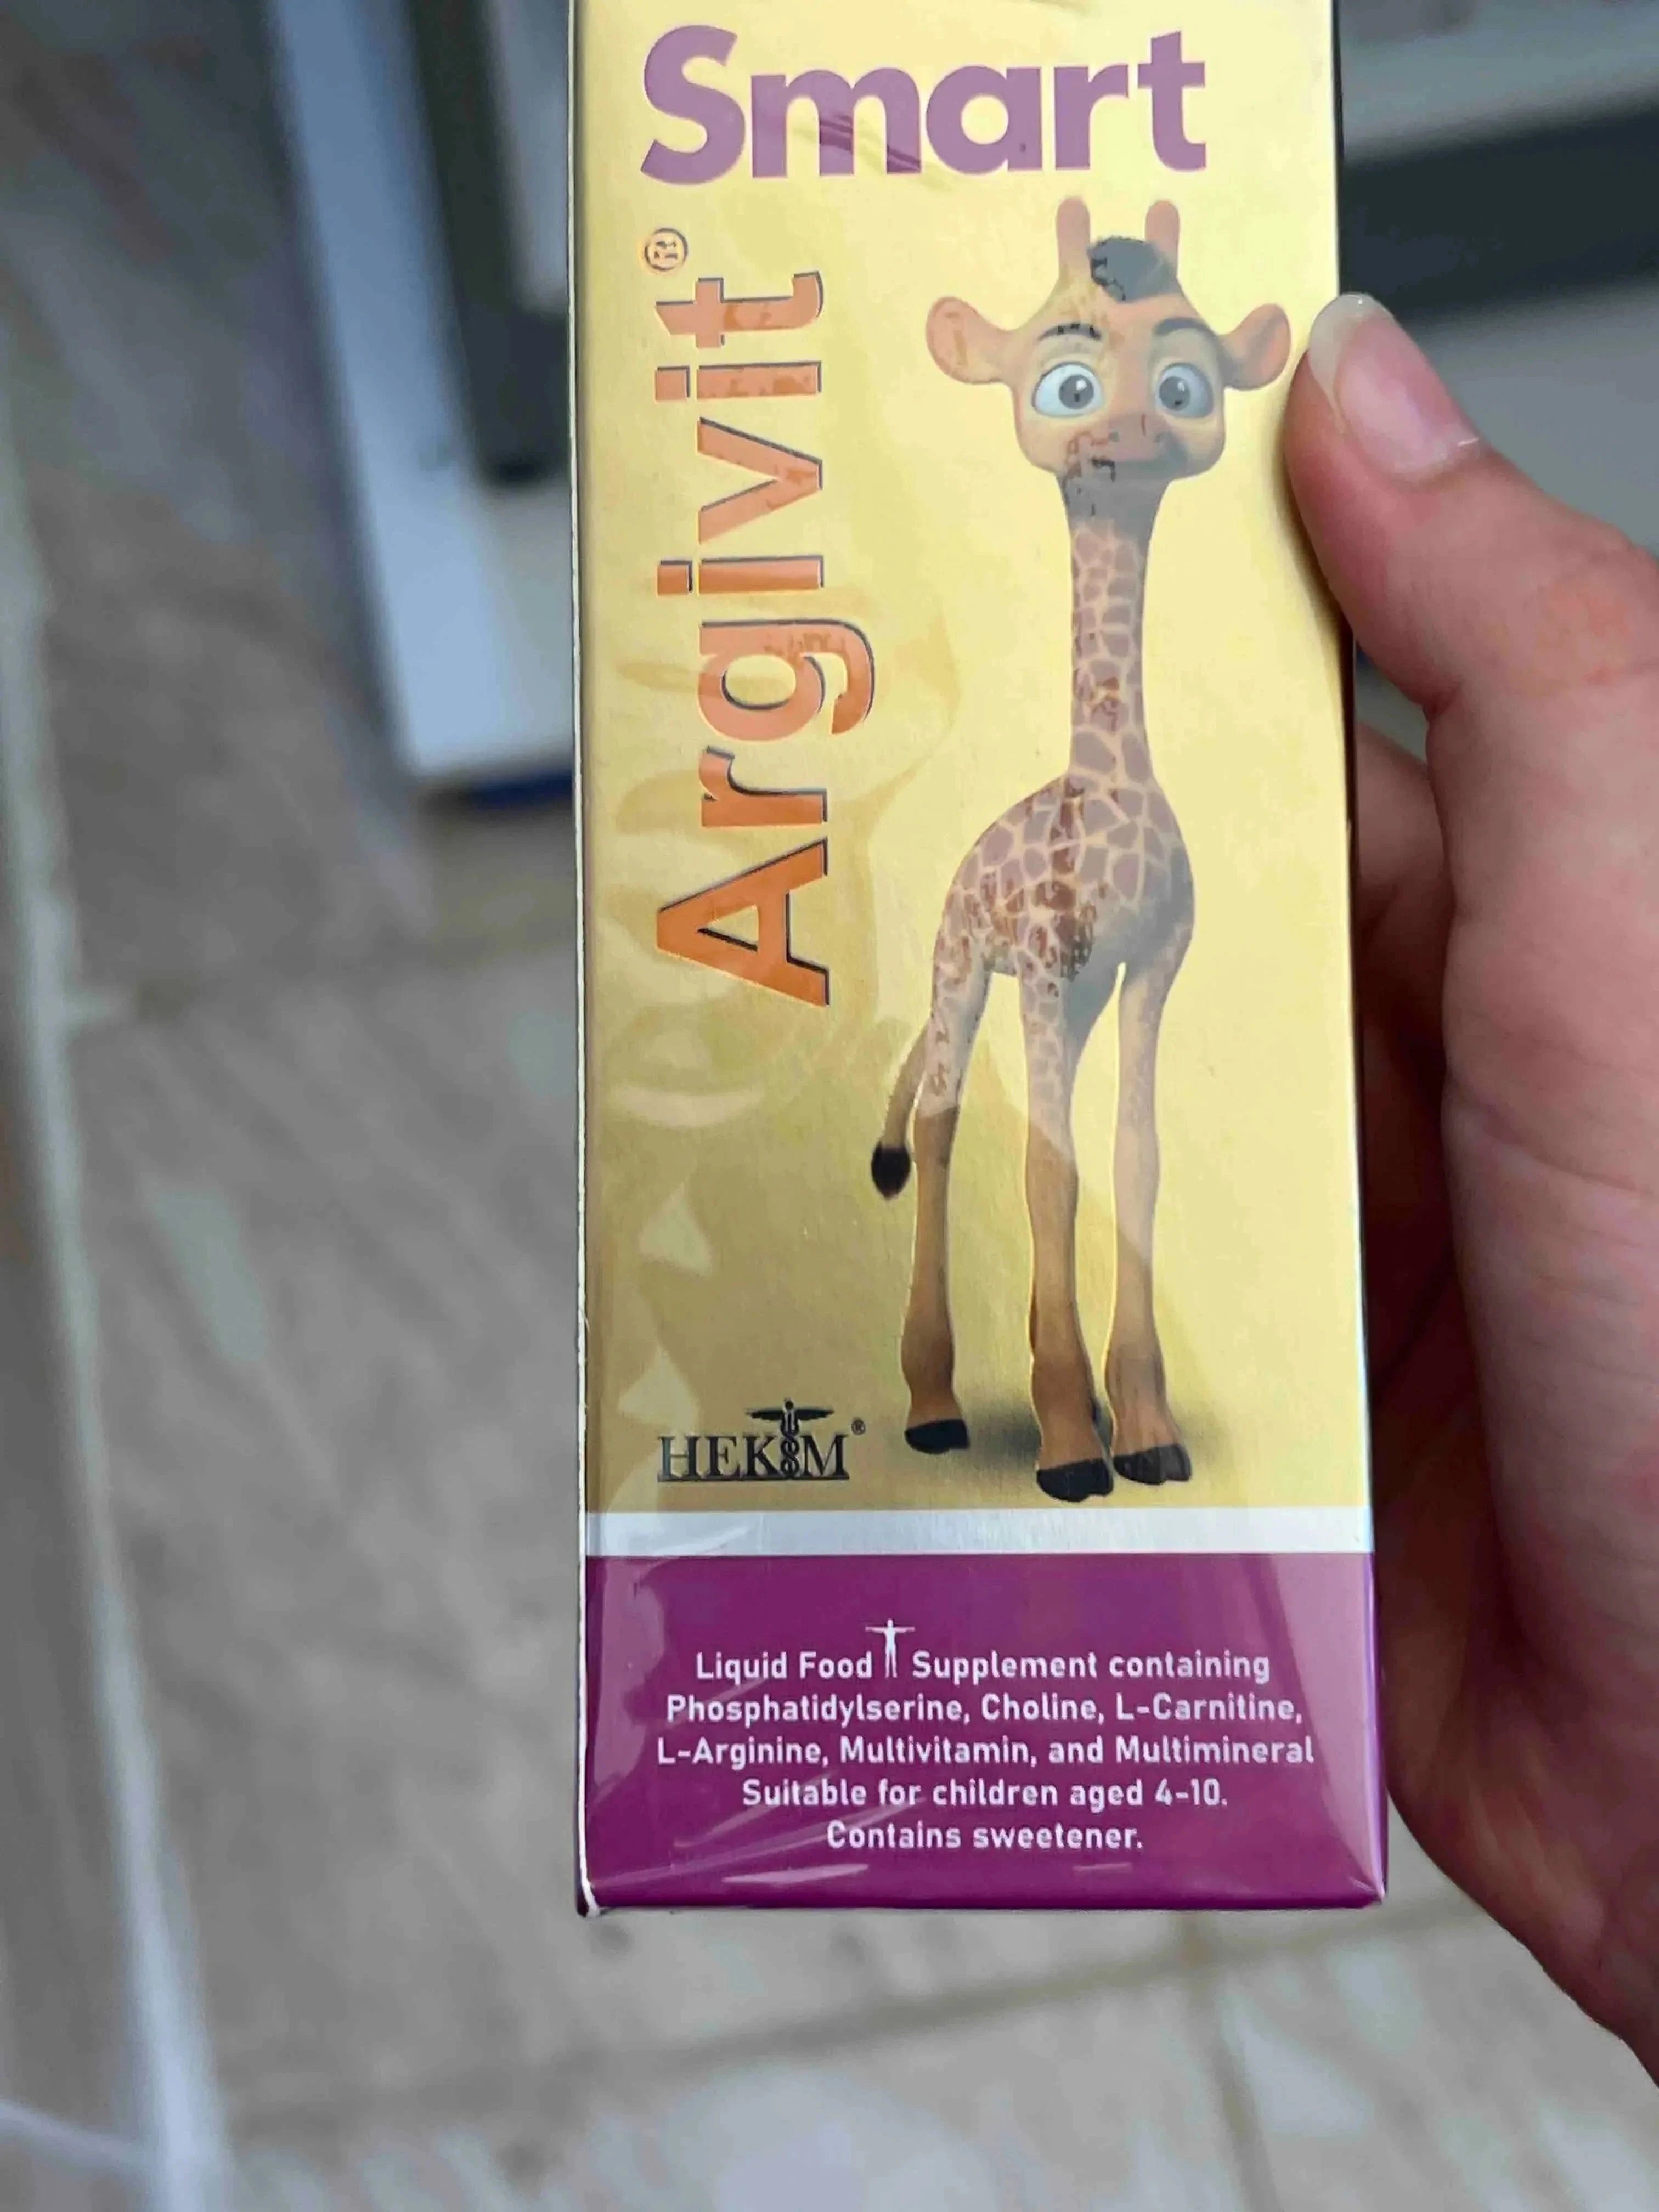 Smart
Argivit®
HEKİM®
Liquid Food Supplement containing
Phosphatidylserine, Choline, L-Carnitine,
L-Arginine, Multivitamin, and Multimineral
Suitable for children aged 4-10.
Contains sweetener.